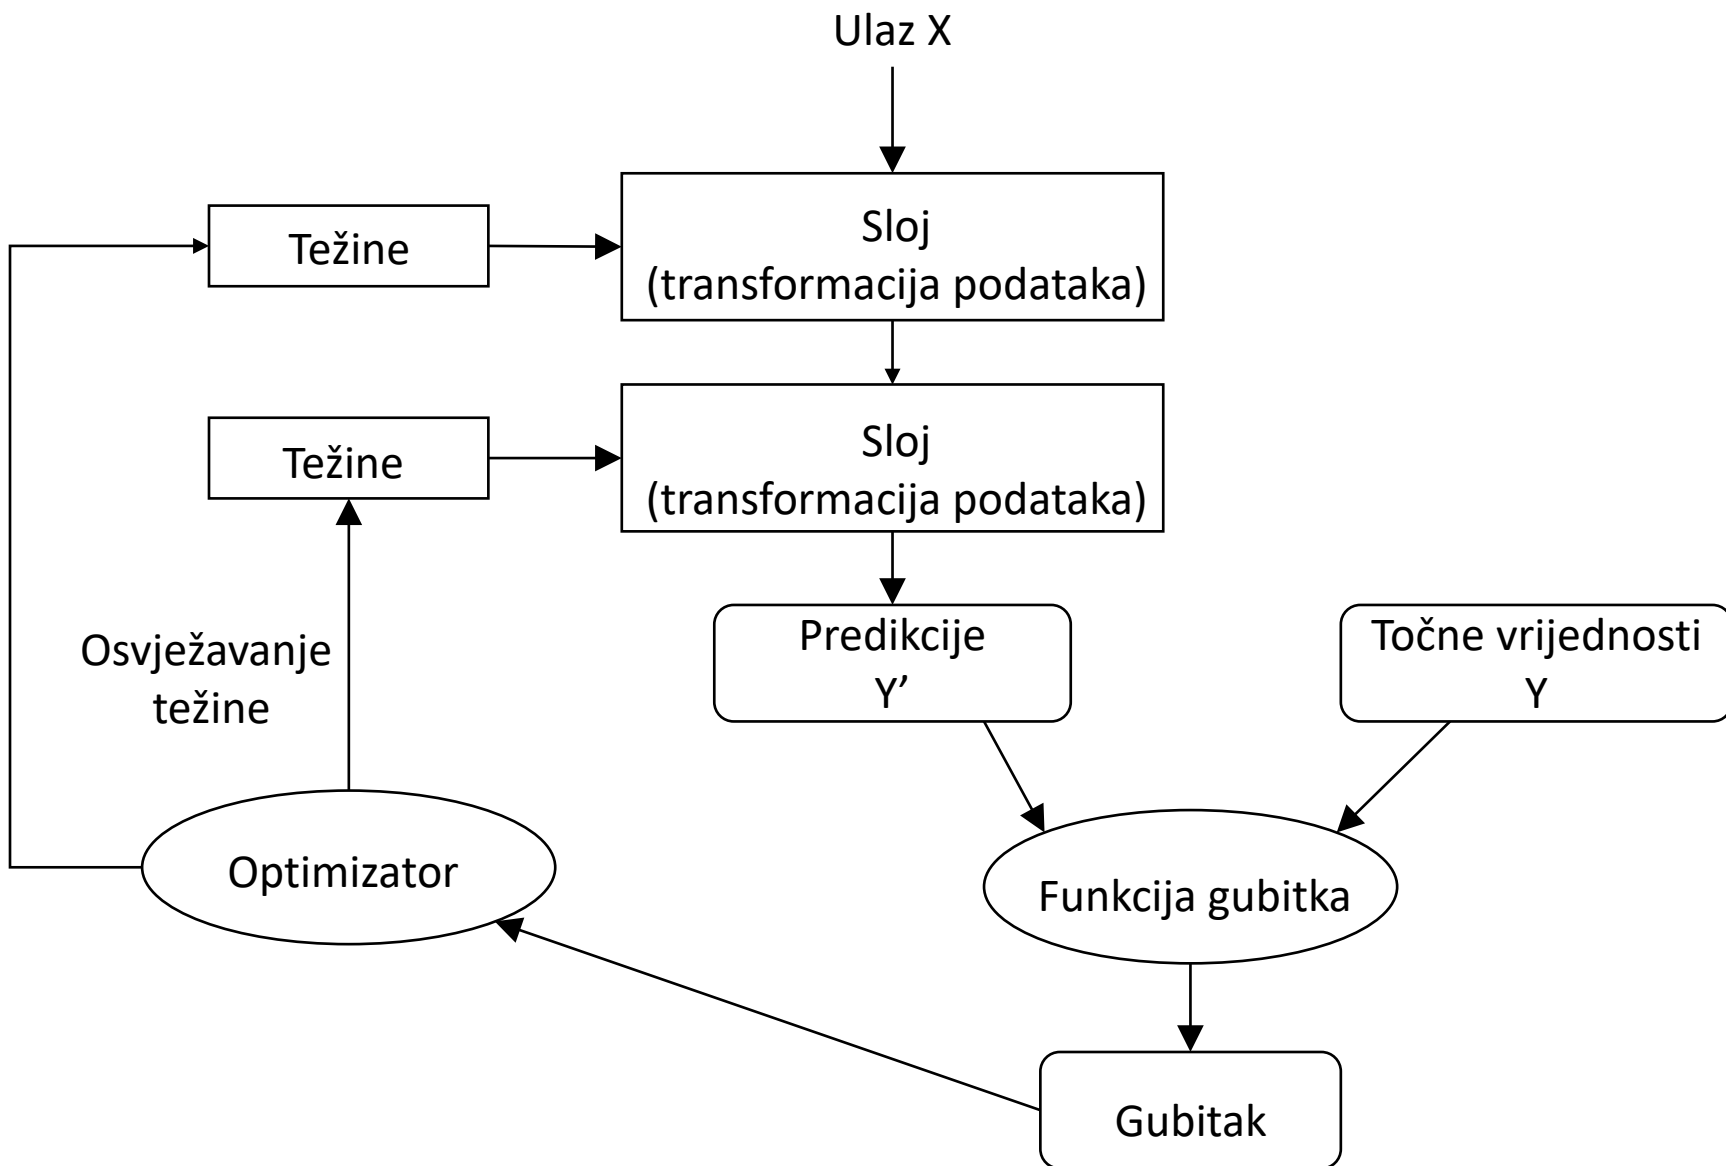 Ulaz X
Težine
Sloj
(transformacija podataka)
Težine
Sloj
(transformacija podataka)
Osvježavanje
težine
Predikcije
Y’
Točne vrijednosti
Y
Optimizator
Funkcija gubitka
Gubitak